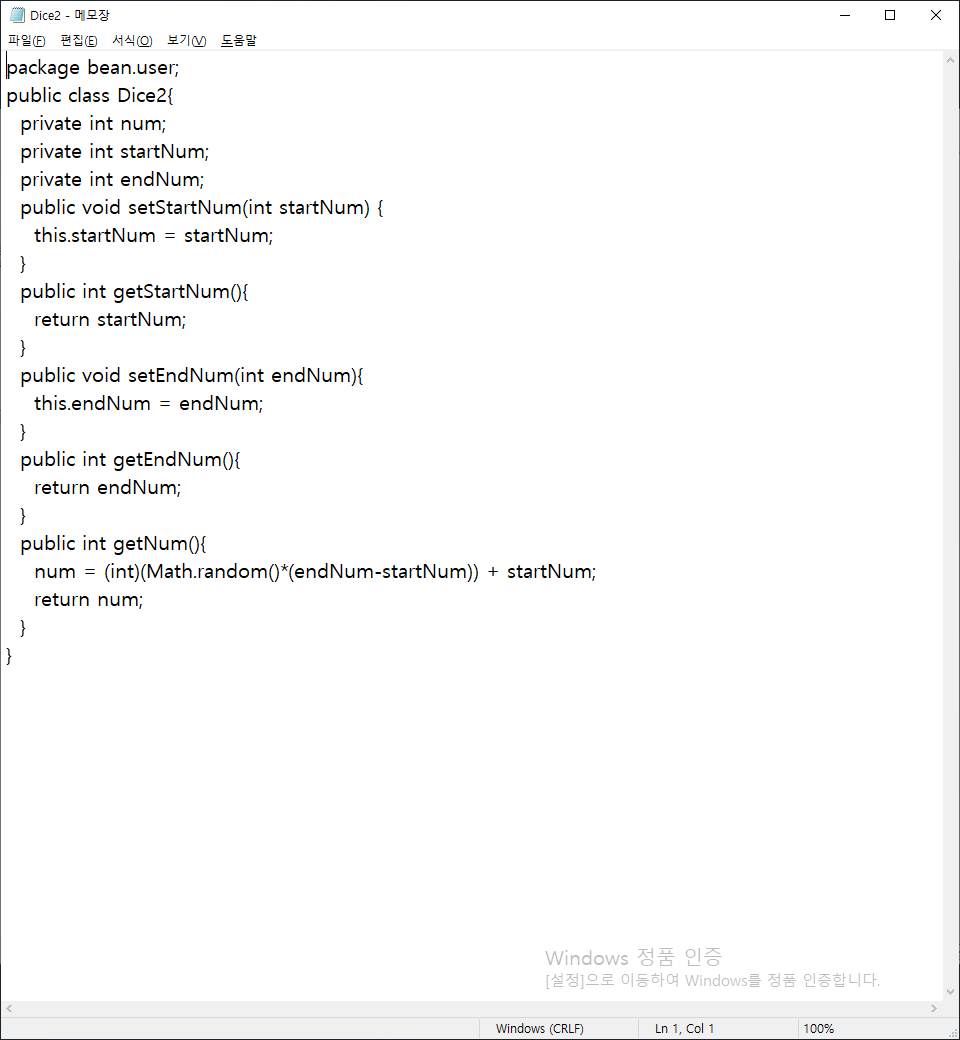 Dice2 - 메모장
파일(F) 편집(E) 서식(O) 보기(V) 도움말
package bean.user;
public class Dice2{
private int num;
private int startNum;
private int endNum;
public void setStartNum(int startNum) {
this.startNum = startNum;
}
public int getStartNum(){
return startNum;
}
public void setEndNum(int endNum){
this.endNum = endNum;
}
public int getEndNum(){
return endNum;
}
public int getNum(){
num = (int)(Math.random()*(endNum-startNum)) + startNum;
return num;
}
}
Windows 정품 인증
[설정]으로 이동하여 Windows를 정품 인증합니다.
Windows (CRLF) Ln 1, Col 1 100%